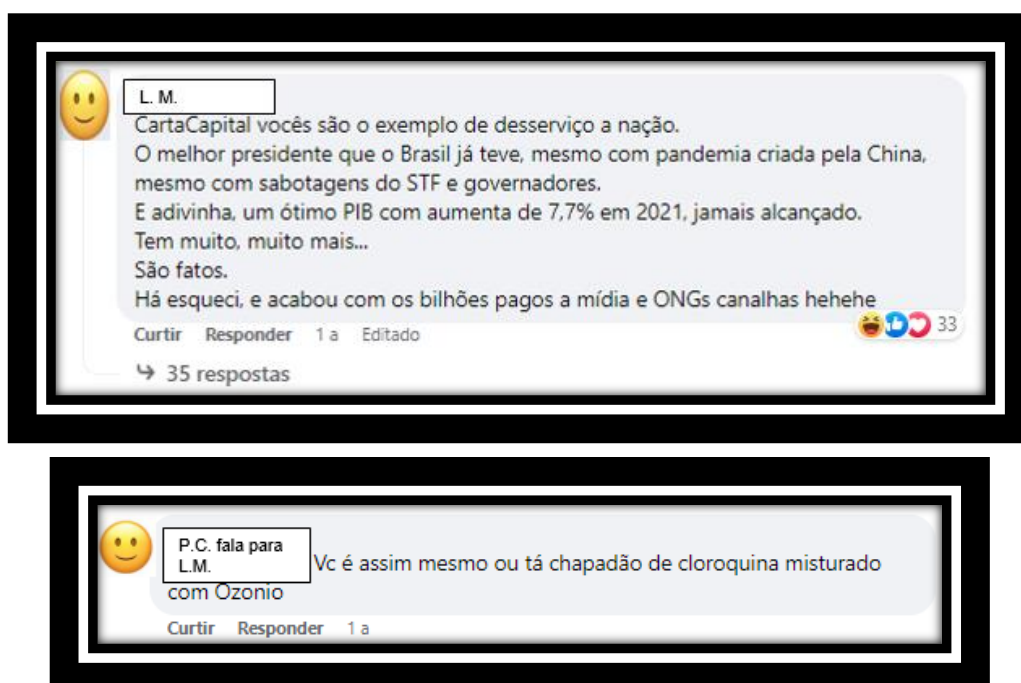 L. M.
CartaCapital vocês são o exemplo de desserviço a nação.
O melhor presidente que o Brasil já teve, mesmo com pandemia criada pela China,
mesmo com sabotagens do STF e governadores.
E adivinha, um ótimo PIB com aumenta de 7,7% em 2021, jamais alcançado.
Tem muito, muito mais...
São fatos.
Há esqueci, e acabou com os bilhões pagos a mídia e ONGs canalhas hehehe
33
Curtir Responder 1 a Editado
35 respostas
P.C. fala para
L.M.
Vc é assim mesmo ou tá chapadão de cloroquina misturado
com Ozonio
Curtir Responder 1 a